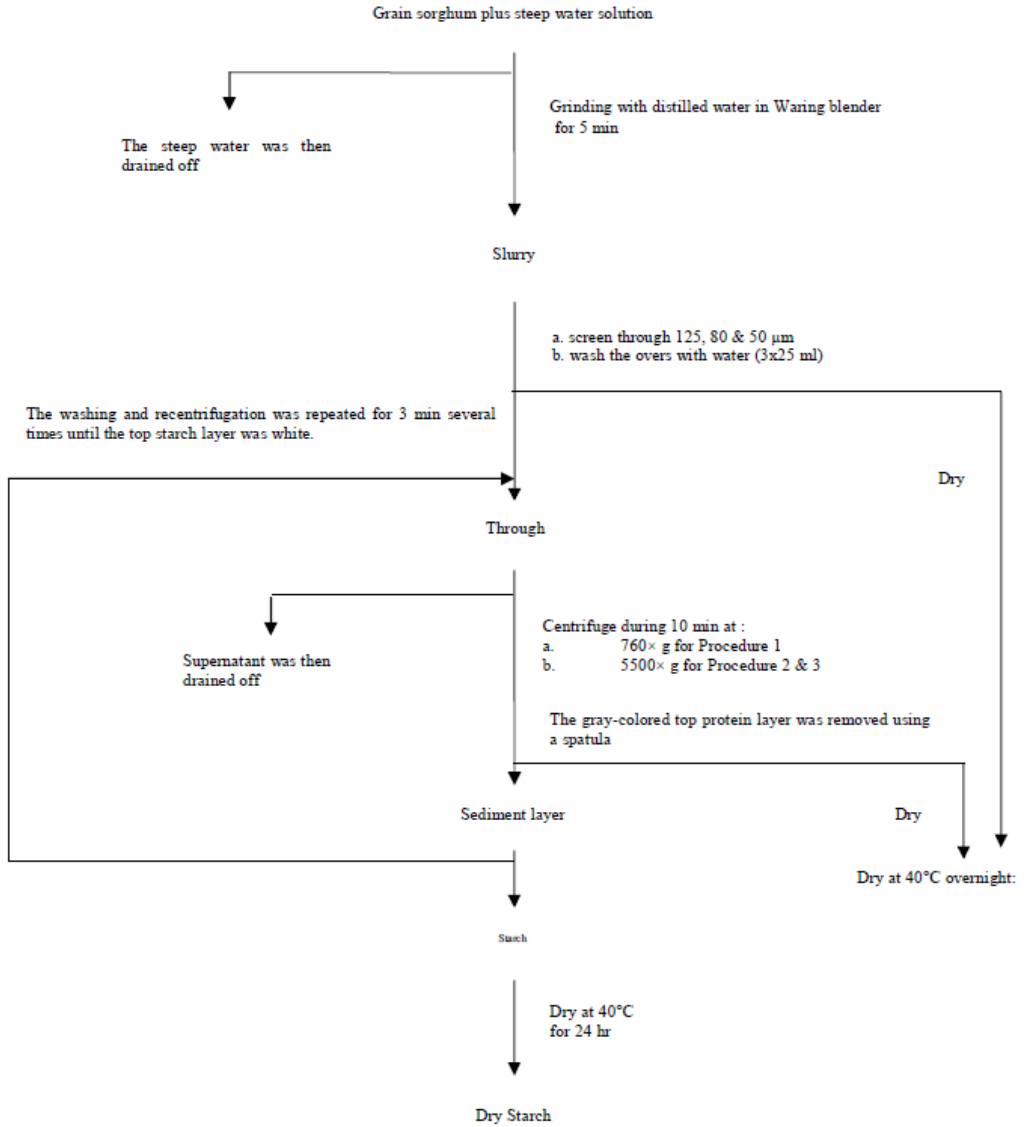 Grain sorghum plus steep water solution
Grinding with distilled water in Waring blender
for 5 min
The steep water was then
drained off
Slurry
a. screen through 125, 80 & 50 µm
b. wash the overs with water (3x25 ml)
The washing and recentrifugation was repeated for 3 min several
times until the top starch layer was white.
Dry
Through
Centrifuge during 10 min at :
a. 760× g for Procedure 1
b. 5500× g for Procedure 2 & 3
Supernatant was then
drained off
The gray-colored top protein layer was removed using
a spatula
Sediment layer
Dry
Dry at 40°C overnight:
Starch
Dry at 40°C
for 24 hr
Dry Starch